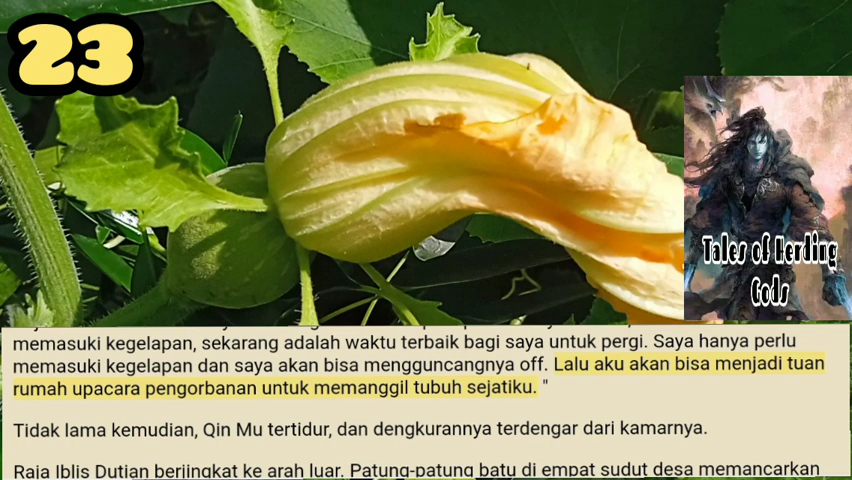 23
Tales of Herding
Gods
memasuki kegelapan, sekarang adalah waktu terbaik bagi saya untuk pergi. Saya hanya perlu
memasuki kegelapan dan saya akan bisa mengguncangnya off. Lalu aku akan bisa menjadi tuan
rumah upacara pengorbanan untuk memanggil tubuh sejatiku. "
Tidak lama kemudian, Qin Mu tertidur, dan dengkurannya terdengar dari kamarnya.
Raja Iblis Dutian berjingkat ke arah luar. Patung-patung batu di empat sudut desa memancarkan